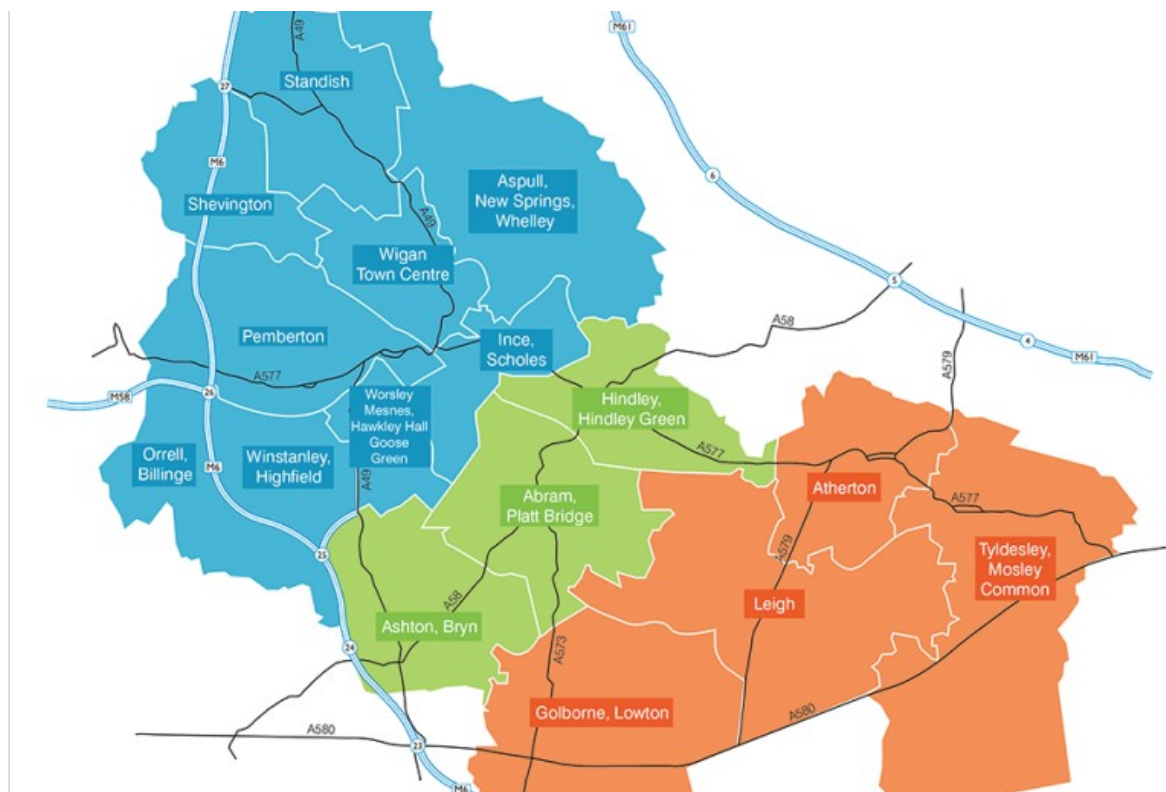 M61
A49
Standish
27
M6
6
Aspull,
New Springs,
Whelley
Shevington
A49
Wigan
Town Centre
5
A58
A579
4
M61
Pemberton
Ince,
Scholes
A577
M58
26
Worsley
Mesnes,
Hawkley Hall
Goose
Green
Hindley,
Hindley Green
A577
Orrell,
Billinge
Winstanley,
Highfield
M6
A49
Abram,
Platt Bridge
Atherton
A577
25
A579
Tyldesley,
Mosley
Common
A58
Leigh
Ashton, Bryn
24
A573
Golborne, Lowton
A580
A580
23
M6